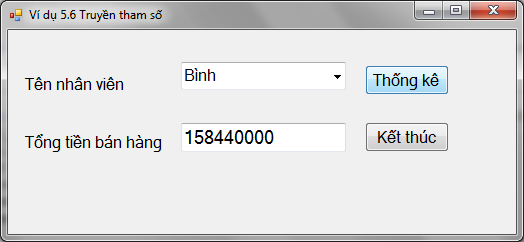 Ví dụ 5.6 Truyền tham số
Tên nhân viên Bình Thống kê
Tổng tiền bán hàng 158440000 Kết thúc